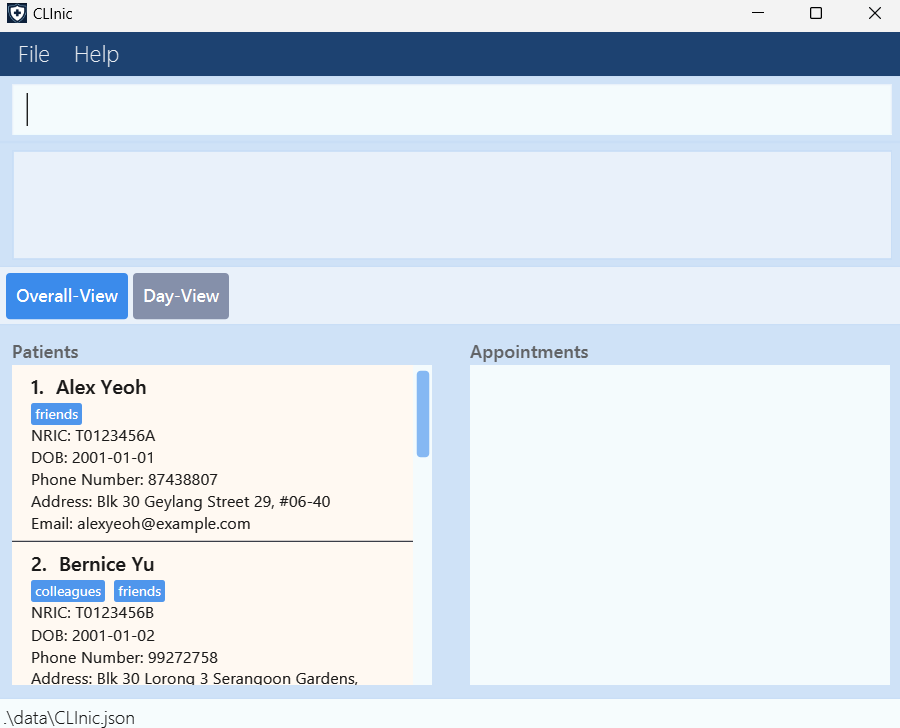 CLInic
File Help
Overall-View Day-View
Patients
Appointments
1. Alex Yeoh
friends
NRIC: T0123456A
DOB: 2001-01-01
Phone Number: 87438807
Address: Blk 30 Geylang Street 29, #06-40
Email: alexyeoh@example.com
2. Bernice Yu
colleagues friends
NRIC: T0123456B
DOB: 2001-01-02
Phone Number: 99272758
Address: Blk 30 Lorong 3 Serangoon Gardens,
.\data\CLInic.json